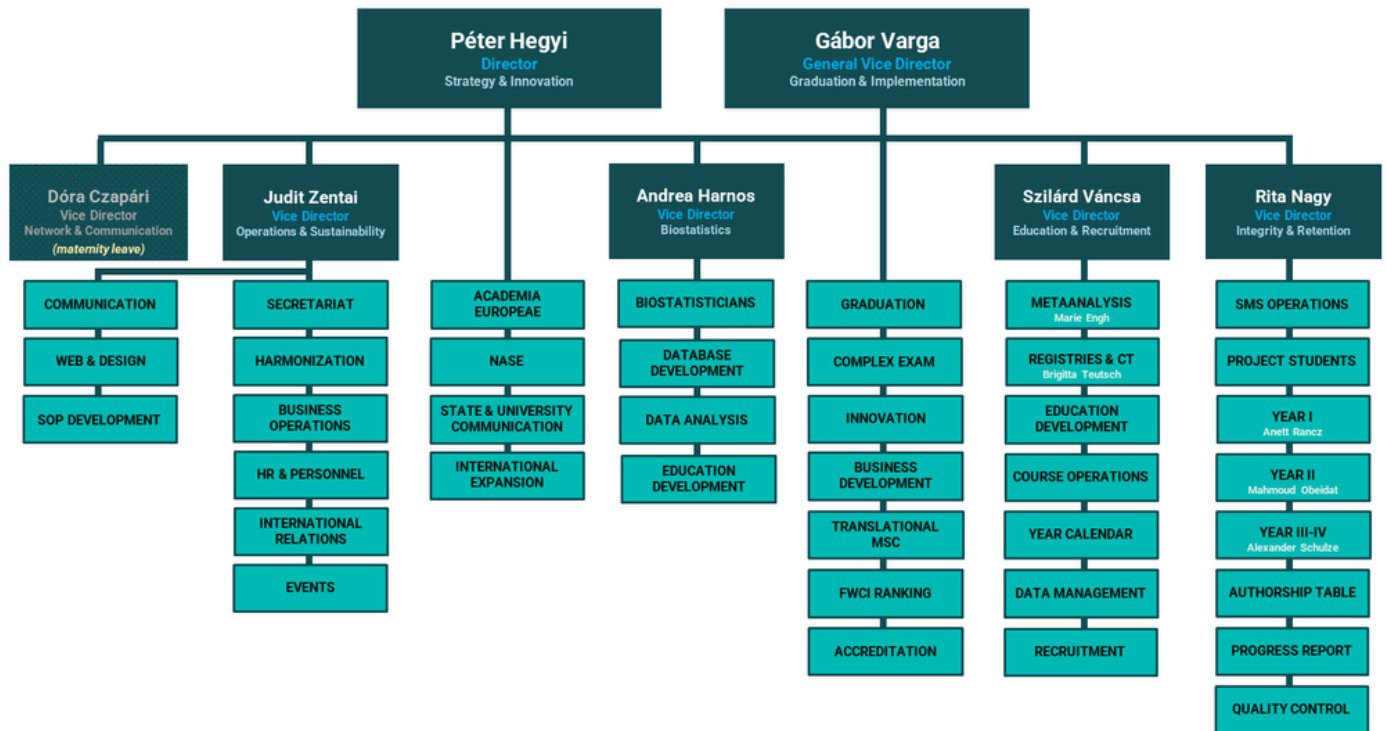 Péter Hegyi
Director
Strategy & Innovation
Gábor Varga
General Vice Director
Graduation & Implementation
Dóra Czapári
Vice Director
Network & Communication
(maternity leave)
Judit Zentai
Vice Director
Operations & Sustainability
Andrea Harnos
Vice Director
Biostatistics
Szilárd Váncsa
Vice Director
Education & Recruitment
Rita Nagy
Vice Director
Integrity & Retention
COMMUNICATION
WEB & DESIGN
SOP DEVELOPMENT
SECRETARIAT
HARMONIZATION
BUSINESS
OPERATIONS
HR & PERSONNEL
INTERNATIONAL
RELATIONS
EVENTS
ACADEMIA
EUROPEAE
NASE
STATE & UNIVERSITY
COMMUNICATION
INTERNATIONAL
EXPANSION
BIOSTATISTICIANS
DATABASE
DEVELOPMENT
DATA ANALYSIS
EDUCATION
DEVELOPMENT
GRADUATION
COMPLEX EXAM
INNOVATION
BUSINESS
DEVELOPMENT
TRANSLATIONAL
MSC
FWCI RANKING
ACCREDITATION
METAANALYSIS
Marie Engh
REGISTRIES & CT
Brigitta Teutsch
EDUCATION
DEVELOPMENT
COURSE OPERATIONS
YEAR CALENDAR
DATA MANAGEMENT
RECRUITMENT
SMS OPERATIONS
PROJECT STUDENTS
YEAR I
Anett Rancz
YEAR II
Mahmoud Obeidat
YEAR III-IV
Alexander Schulze
AUTHORSHIP TABLE
PROGRESS REPORT
QUALITY CONTROL